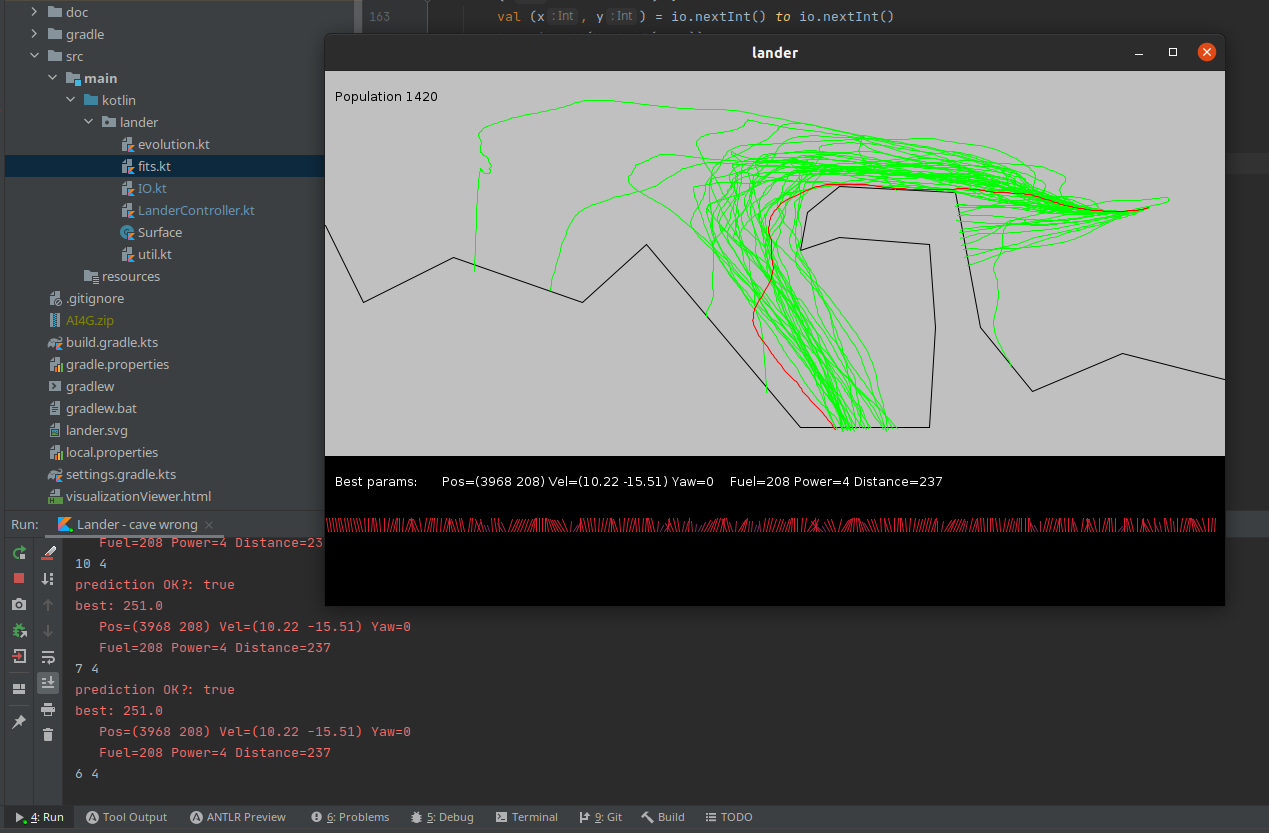 doc
gradle
src
main
kotlin
lander
evolution.kt
fits.kt
IO.kt
LanderController.kt
Surface
util.kt
resources
.gitignore
AI4G.zip
build.gradle.kts
gradle.properties
gradlew
gradlew.bat
lander.svg
local.properties
settings.gradle.kts
visualizationViewer.html
163 val (x : Int , y : Int ) = io.nextInt() to io.nextInt()
lander
Population 1420
Best params: Pos=(3968 208) Vel=(10.22 -15.51) Yaw=0 Fuel=208 Power=4 Distance=237
Run: Lander - cave wrong
Fuel=208 Power=4 Distance=23
10 4
prediction OK?: true
best: 251.0
Pos=(3968 208) Vel=(10.22 -15.51) Yaw=0
Fuel=208 Power=4 Distance=237
7 4
prediction OK?: true
best: 251.0
Pos=(3968 208) Vel=(10.22 -15.51) Yaw=0
Fuel=208 Power=4 Distance=237
6 4
4: Run Tool Output ANTLR Preview 6: Problems 5: Debug Terminal 9: Git Build TODO